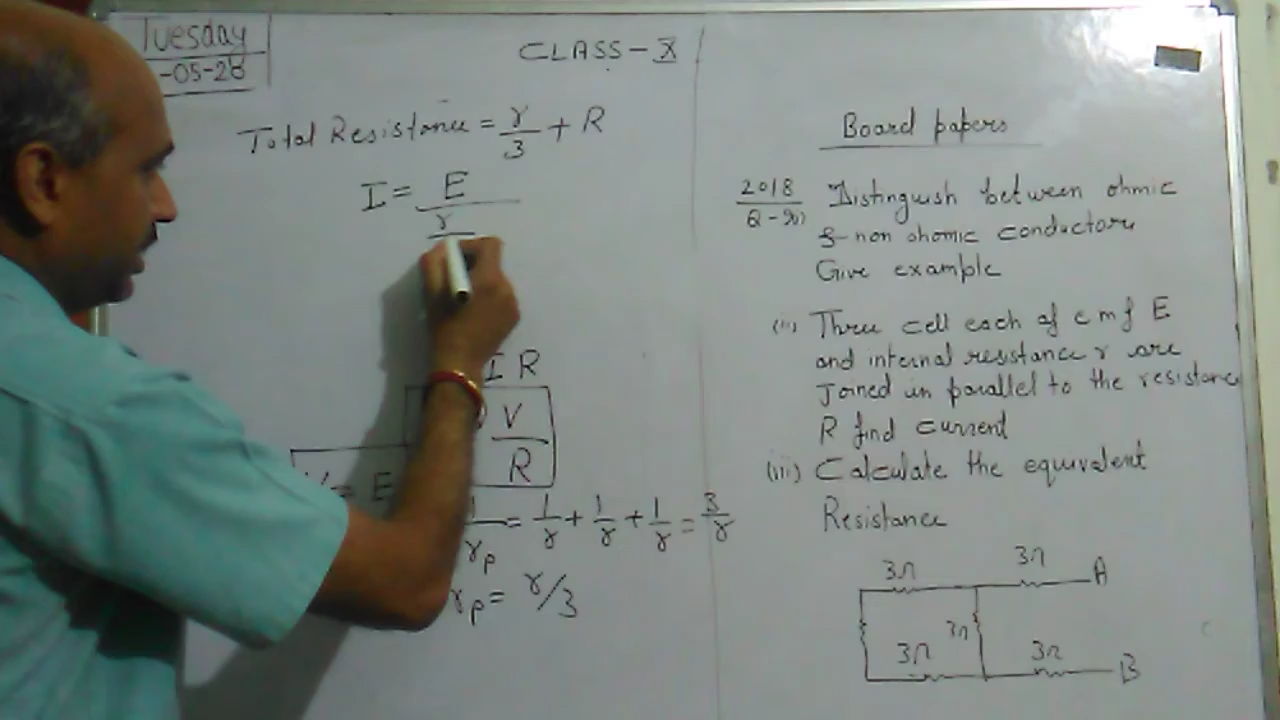 Tuesday
-05-28
CLASS - X
Total Resistance = r/3 + R
I = E
r
I R
V
R
V = E
1/rp = 1/r + 1/r + 1/r = 3/r
rp = r/3
Board papers
2018 Distinguish between ohmic
& non ohomic conductors
Give example
(ii) Three cell each of emf E
and internal resistance r are
Joined in parallel to the resistance
R find current
(iii) Calculate the equivalent
Resistance
3Ω 3Ω A
3Ω
3Ω 3Ω B